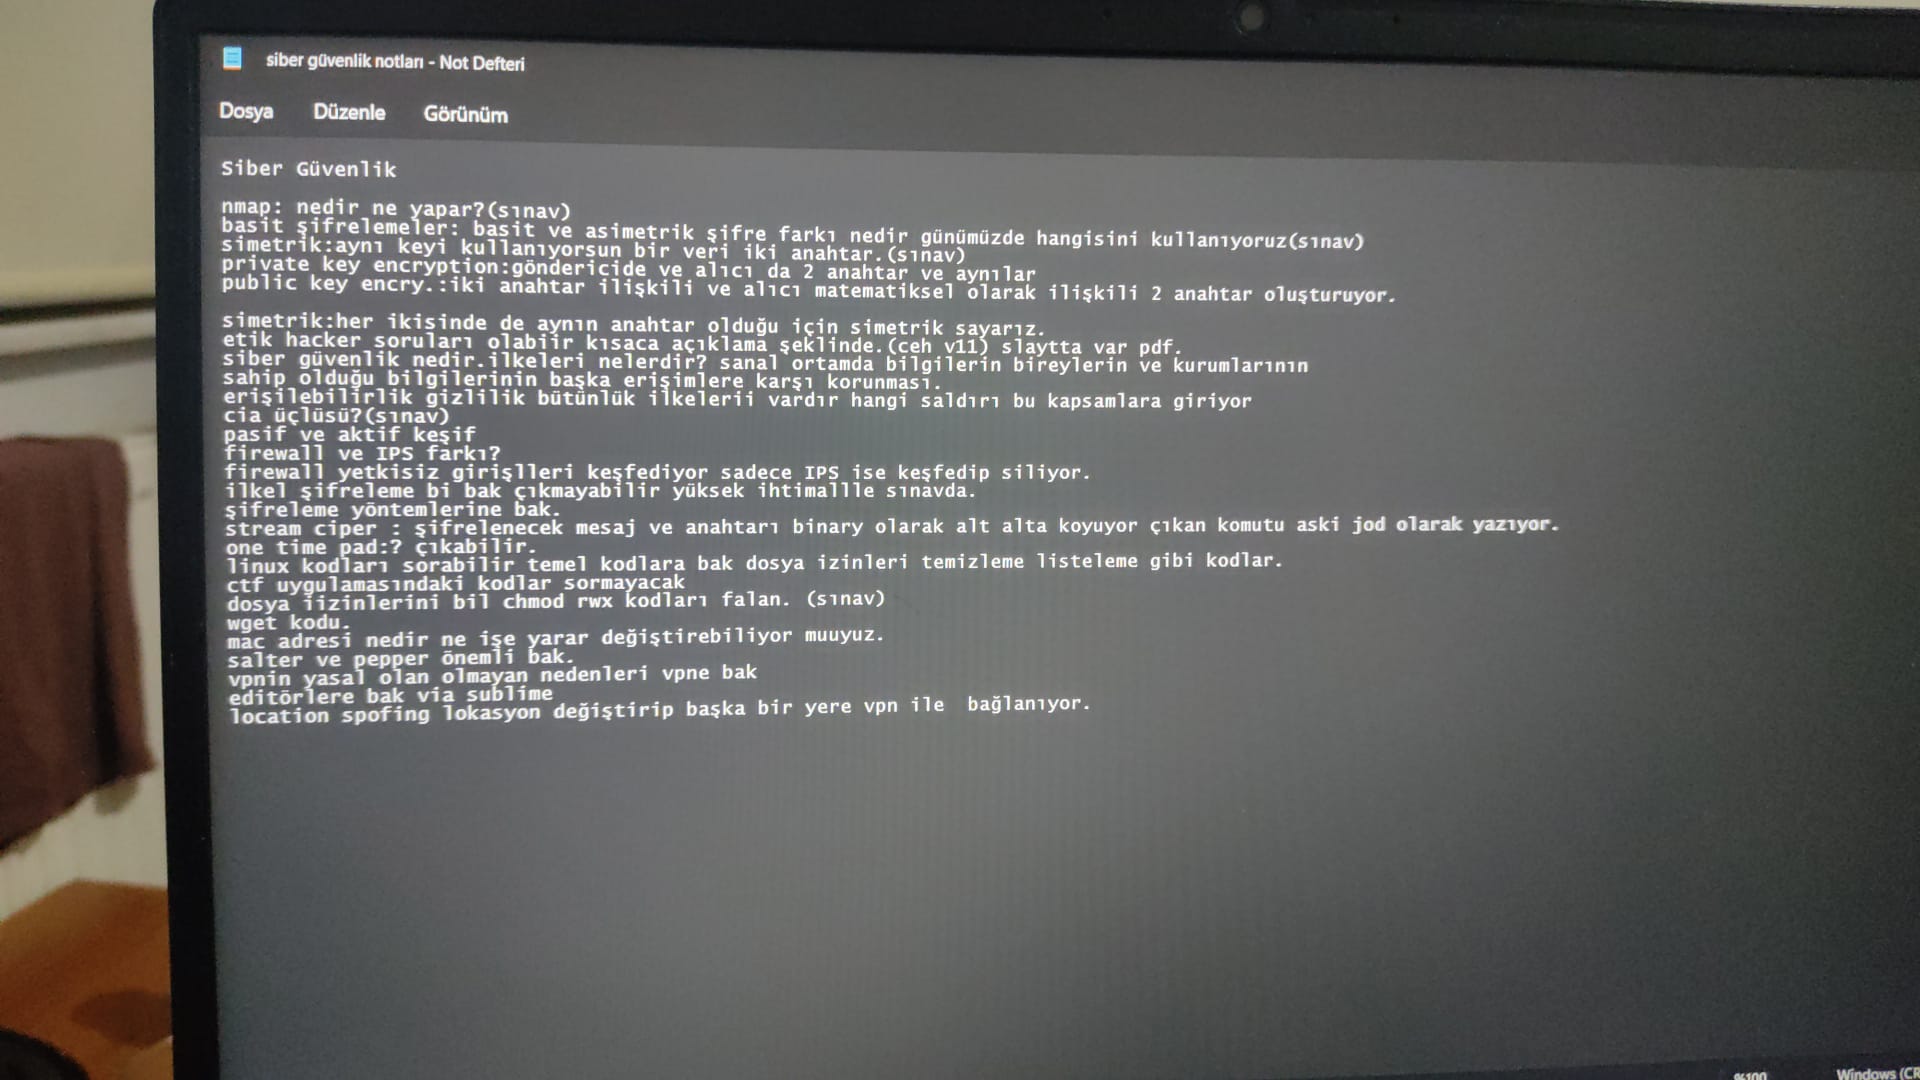 siber güvenlik notları - Not Defteri
Dosya Düzenle Görünüm
Siber Güvenlik
nmap: nedir ne yapar?(sınav)
basit şifrelemeler: basit ve asimetrik şifre farkı nedir günümüzde hangisini kullanıyoruz(sınav)
simetrik:aynı keyi kullanıyorsun bir veri iki anahtar.(sınav)
private key encryption:göndericide ve alıcı da 2 anahtar ve aynılar
public key encry.:iki anahtar ilişkili ve alıcı matematiksel olarak ilişkili 2 anahtar oluşturuyor.
simetrik:her ikisinde de aynın anahtar olduğu için simetrik sayarız.
etik hacker soruları olabiir kısaca açıklama şeklinde.(ceh v11) slaytta var pdf.
siber güvenlik nedir.ilkeleri nelerdir? sanal ortamda bilgilerin bireylerin ve kurumlarının
sahip olduğu bilgilerinin başka erişimlere karşı korunması.
erişilebilirlik gizlilik bütünlük ilkelerii vardır hangi saldırı bu kapsamlara giriyor
cia üçlüsü?(sınav)
pasif ve aktif keşif
firewall ve IPS farkı?
firewall yetkisiz girişlleri keşfediyor sadece IPS ise keşfedip siliyor.
ilkel şifreleme bi bak çıkmayabilir yüksek ihtimallle sınavda.
şifreleme yöntemlerine bak.
stream ciper : şifrelenecek mesaj ve anahtarı binary olarak alt alta koyuyor çıkan komutu aski jod olarak yazıyor.
one time pad:? çıkabilir.
linux kodları sorabilir temel kodlara bak dosya izinleri temizleme listeleme gibi kodlar.
ctf uygulamasındaki kodlar sormayacak
dosya iizinlerini bil chmod rwx kodları falan. (sınav)
wget kodu.
mac adresi nedir ne işe yarar değiştirebiliyor muuyuz.
salter ve pepper önemli bak.
vpnin yasal olan olmayan nedenleri vpne bak
editörlere bak via sublime
location spofing lokasyon değiştirip başka bir yere vpn ile bağlanıyor.
%100 Windows (CR